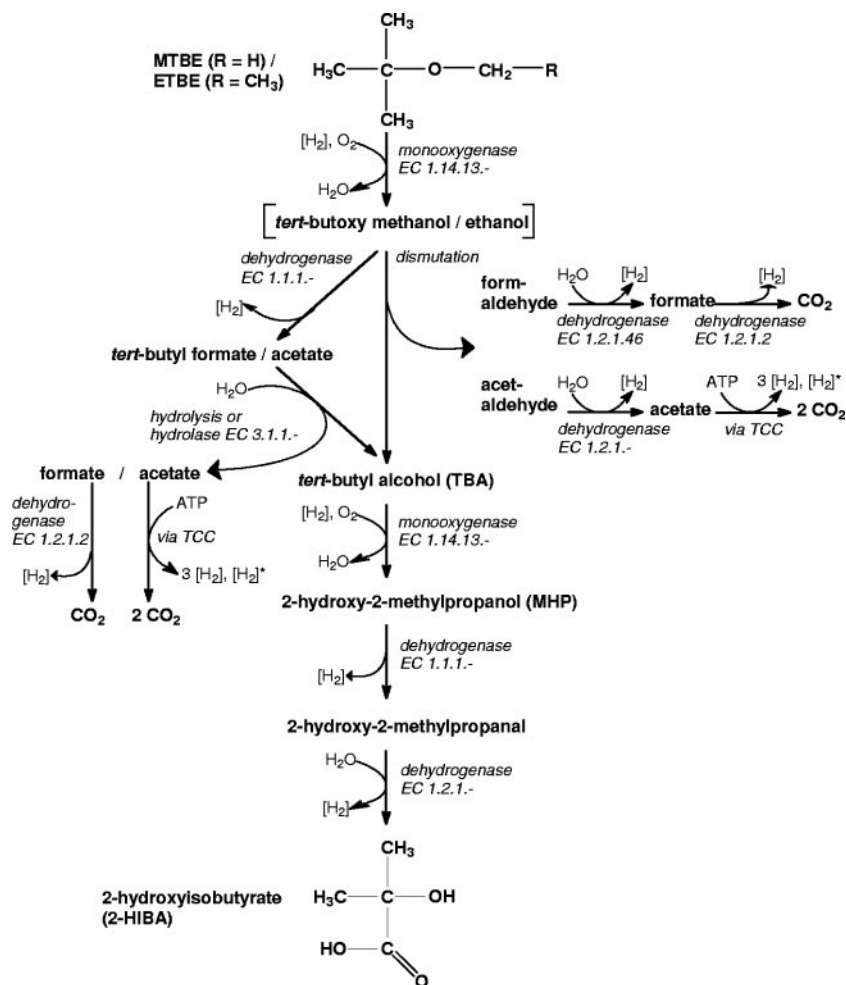 CH₃
MTBE (R = H) /
ETBE (R = CH₃)
H₃C—C—O—CH₂—R
CH₃
[H₂], O₂
monooxygenase
EC 1.14.13.-
H₂O
[tert-butoxy methanol / ethanol]
dehydrogenase
EC 1.1.1.-
[H₂]
dismutation
form-
aldehyde
H₂O
[H₂]
dehydrogenase
EC 1.2.1.46
formate
[H₂]
dehydrogenase
EC 1.2.1.2
CO₂
tert-butyl formate / acetate
H₂O
hydrolysis or
hydrolase EC 3.1.1.-
acet-
aldehyde
H₂O
[H₂]
dehydrogenase
EC 1.2.1.-
acetate
ATP
3 [H₂], [H₂]*
via TCC
2 CO₂
formate / acetate
dehydro-
genase
EC 1.2.1.2
[H₂]
CO₂
ATP
via TCC
3 [H₂], [H₂]*
2 CO₂
tert-butyl alcohol (TBA)
[H₂], O₂
monooxygenase
EC 1.14.13.-
H₂O
2-hydroxy-2-methylpropanol (MHP)
dehydrogenase
EC 1.1.1.-
[H₂]
2-hydroxy-2-methylpropanal
H₂O
dehydrogenase
EC 1.2.1.-
[H₂]
CH₃
2-hydroxyisobutyrate
(2-HIBA)
H₃C—C—OH
HO—C
O